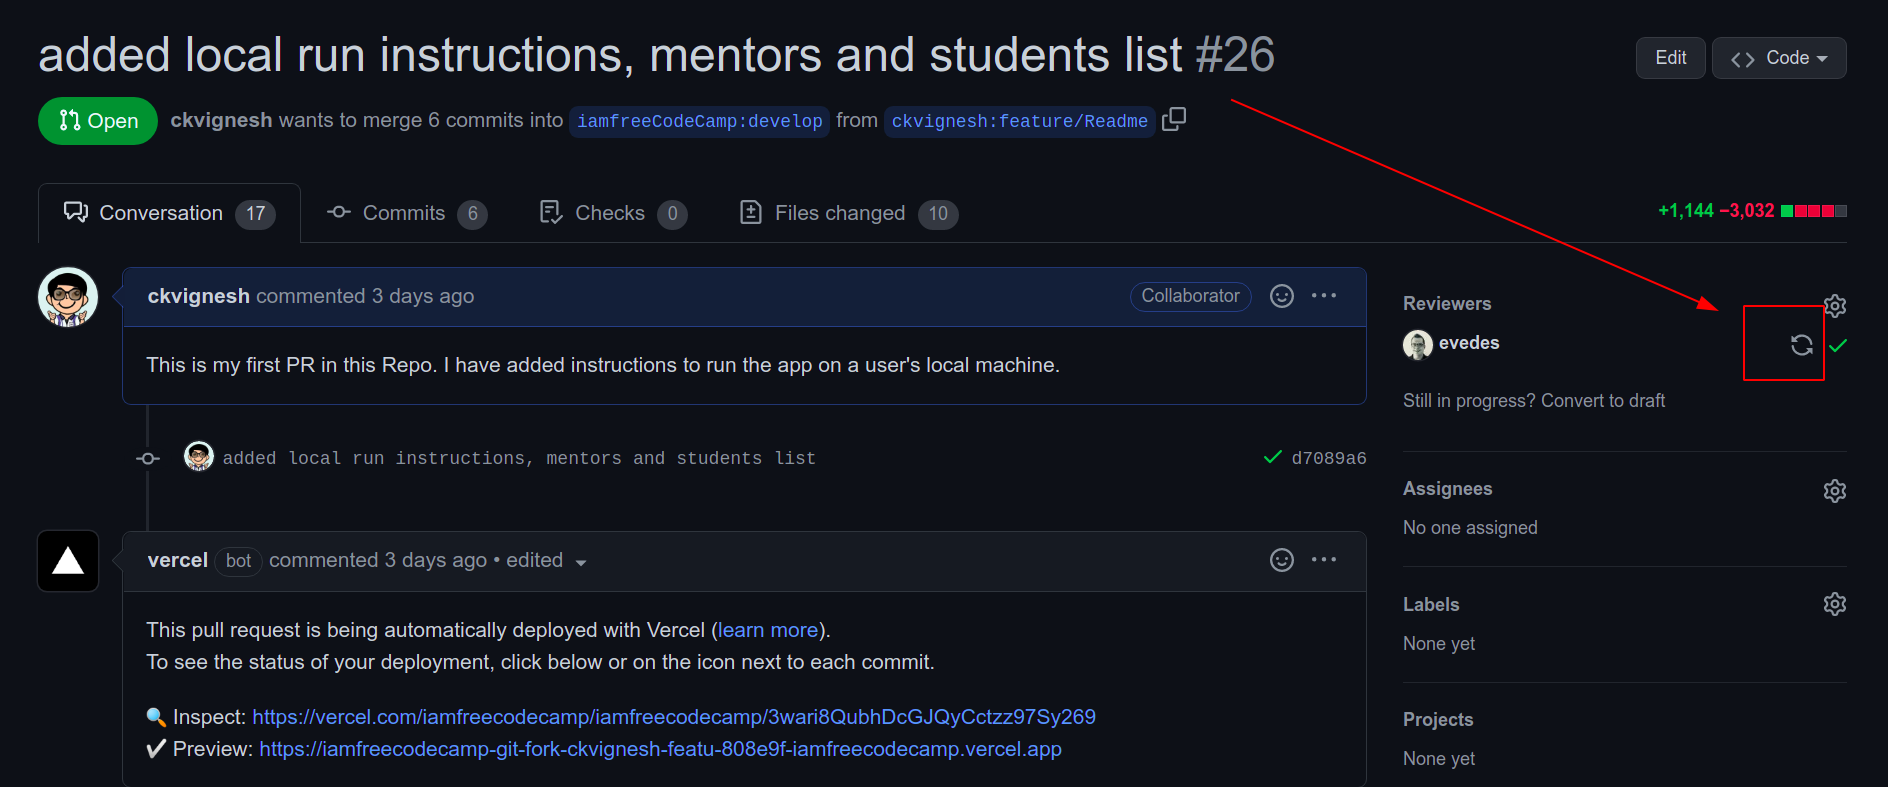 added local run instructions, mentors and students list #26
Edit
Code
Open
ckvignesh wants to merge 6 commits into iamfreeCodeCamp:develop from ckvignesh:feature/Readme
Conversation 17
Commits 6
Checks 0
Files changed 10
+1,144 −3,032
ckvignesh commented 3 days ago
Collaborator
This is my first PR in this Repo. I have added instructions to run the app on a user's local machine.
added local run instructions, mentors and students list
d7089a6
vercel bot commented 3 days ago • edited
This pull request is being automatically deployed with Vercel (learn more).
To see the status of your deployment, click below or on the icon next to each commit.
🔍 Inspect: https://vercel.com/iamfreecodecamp/iamfreecodecamp/3wari8QubhDcGJQyCctzz97Sy269
✔ Preview: https://iamfreecodecamp-git-fork-ckvignesh-featu-808e9f-iamfreecodecamp.vercel.app
Reviewers
evedes
Still in progress? Convert to draft
Assignees
No one assigned
Labels
None yet
Projects
None yet